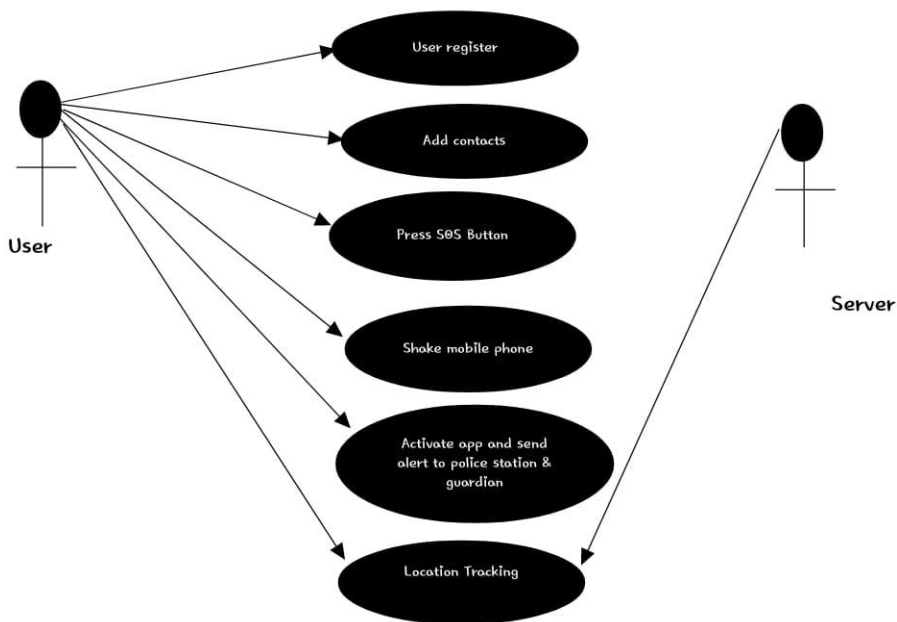 User register
Add contacts
Press SOS Button
User
Server
Shake mobile phone
Activate app and send
alert to police station &
guardian
Location Tracking